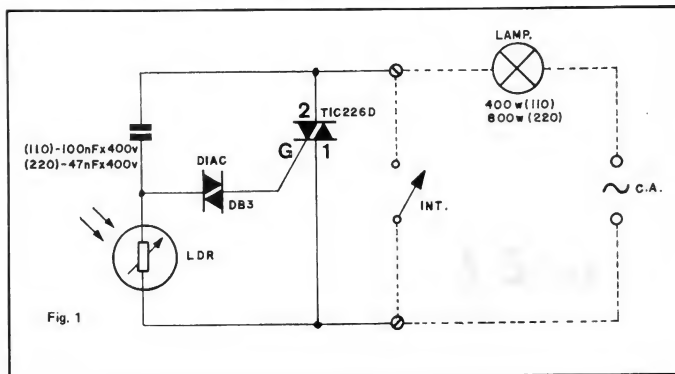 LAMP.
400w(110)
800w(220)
2
TIC226D
G
1
(110)-100nFx400v
(220)-47nFx400v
DIAC
DB3
INT.
C.A.
LDR
Fig. 1